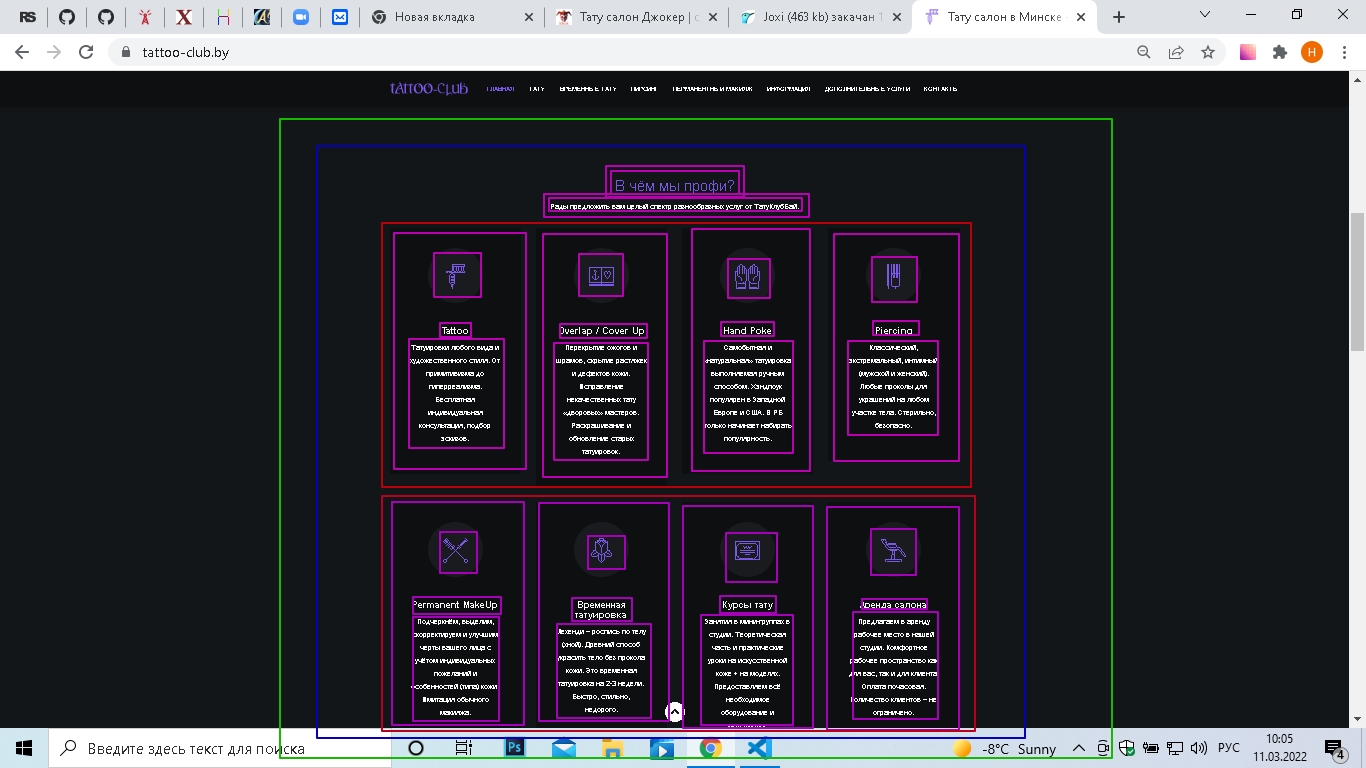 RS
Новая вкладка
Тату салон Джокер | с
Joxi (463 kb) закачан 1
Тату салон в Минске -
tattoo-club.by
Н
TATTOO-CLUB
ГЛАВНАЯ ТАТУ ВРЕМЕННЫЕ ТАТУ ПИРСИНГ ПЕРМАНЕНТНЫЙ МАКИЯЖ ИНФОРМАЦИЯ ДОПОЛНИТЕЛЬНЫЕ УСЛУГИ КОНТАКТЫ
В чём мы профи?
Рады предложить вам целый спектр разнообразных услуг от ТатуКлубБай.
Tattoo
Татуировки любого вида и
художественного стиля. От
примитивизма до
гиперреализма.
Бесплатная
индивидуальная
консультация, подбор
эскизов.
Overlap / Cover Up
Перекрытие ожогов и
шрамов, скрытие растяжек
и дефектов кожи.
Исправление
некачественных тату
«дворовых» мастеров.
Раскрашивание и
обновление старых
татуировок.
Hand Poke
Самобытная и
«натуральная» татуировка
выполняемая ручным
способом. Хэндпоук
популярен в Западной
Европе и США. В РБ
только начинает набирать
популярность.
Piercing
Классический,
экстремальный, интимный
(мужской и женский).
Любые проколы для
украшений на любом
участке тела. Стерильно,
безопасно.
Permanent MakeUp
Подчеркнём, выделим,
скорректируем и улучшим
черты вашего лица с
учётом индивидуальных
пожеланий и
особенностей (типа) кожи.
Имитация обычного
макияжа.
Временная
татуировка
Мехенди – роспись по телу
(хной). Древний способ
украсить тело без прокола
кожи. Это временная
татуировка на 2-3 недели.
Быстро, стильно,
недорого.
Курсы тату
Занятия в мини-группах в
студии. Теоретическая
часть и практические
уроки на искусственной
коже + на моделях.
Предоставляем всё
необходимое
оборудование и
Аренда салона
Предлагаем в аренду
рабочее место в нашей
студии. Комфортное
рабочее пространство как
для вас, так и для клиента.
Оплата почасовая.
Количество клиентов – не
ограничено.
Введите здесь текст для поиска
Ps
-8°C Sunny
РУС
10:05
11.03.2022
4